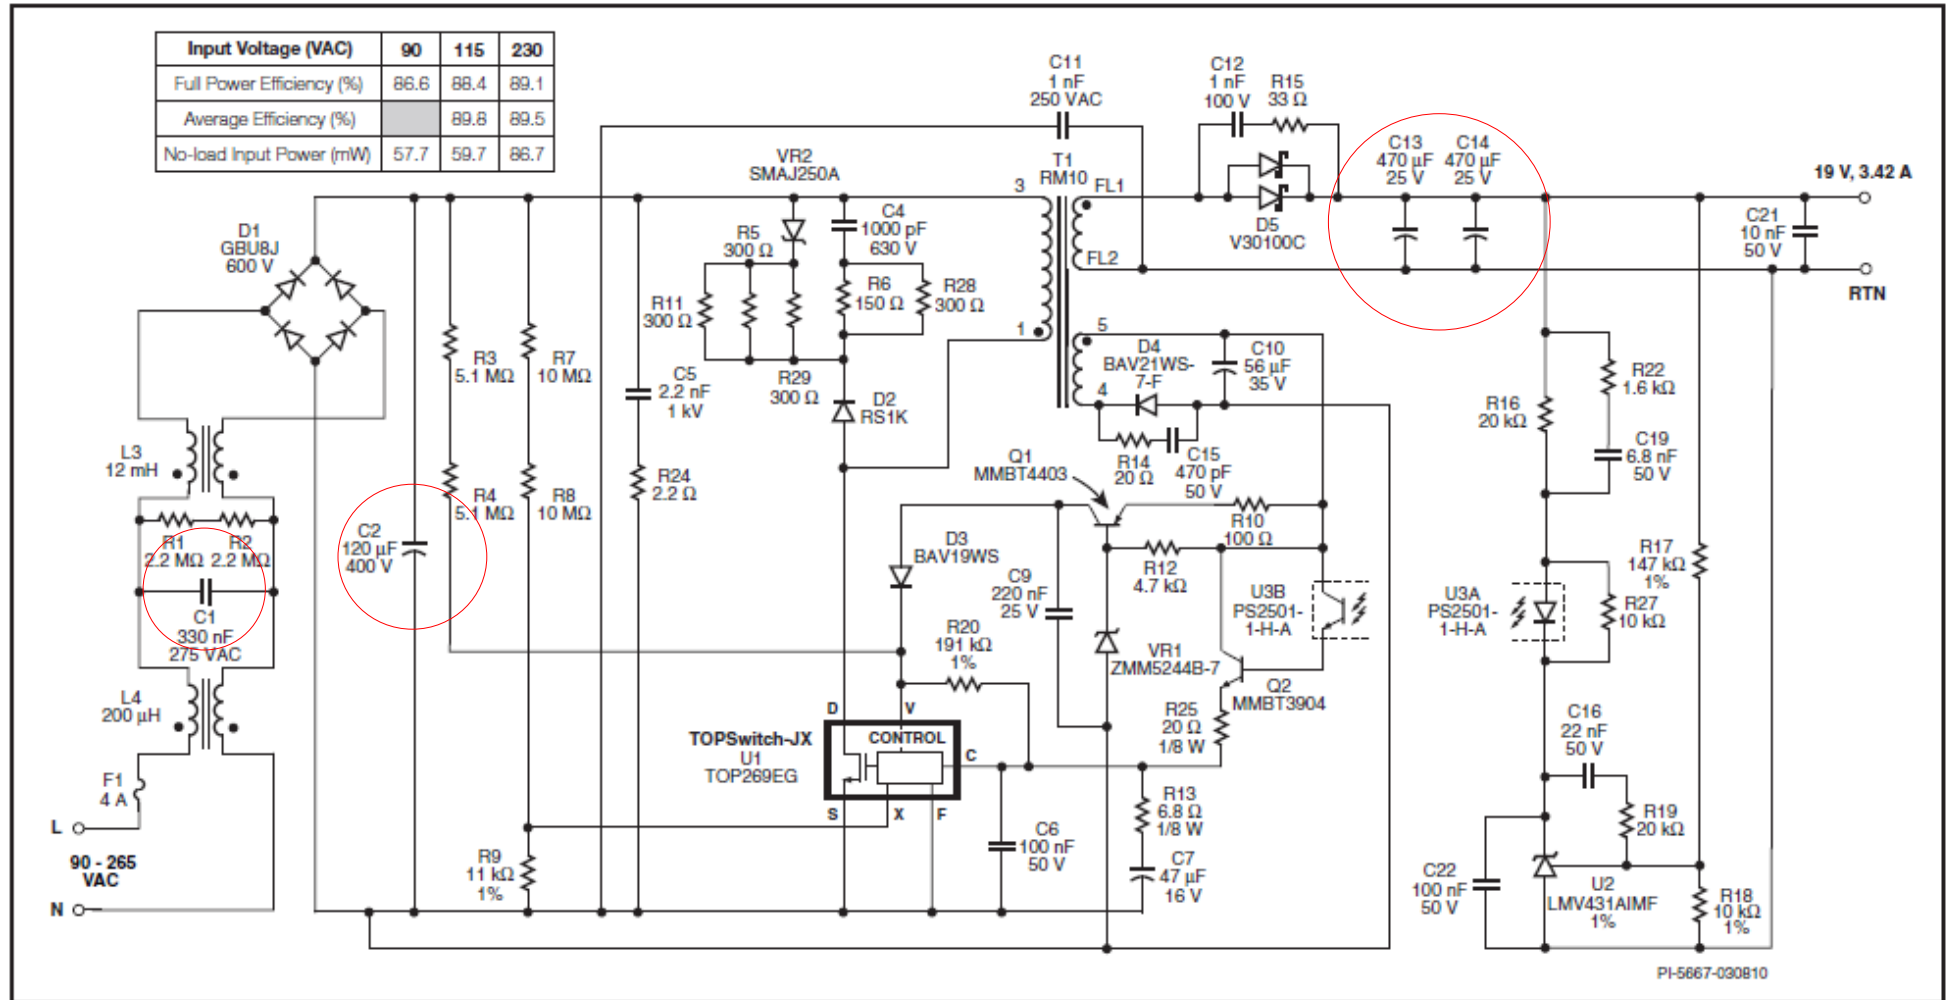 Input Voltage (VAC) 90 115 230
Full Power Efficiency (%) 86.6 88.4 89.1
Average Efficiency (%) 89.8 89.5
No-load Input Power (mW) 57.7 59.7 86.7
C11
1 nF
250 VAC
C12
1 nF
100 V
R15
33 Ω
VR2
SMAJ250A
T1
RM10
3
FL1
FL2
1
5
4
D5
V30100C
C13
470 µF
25 V
C14
470 µF
25 V
19 V, 3.42 A
C21
10 nF
50 V
RTN
D1
GBU8J
600 V
R5
300 Ω
C4
1000 pF
630 V
R11
300 Ω
R6
150 Ω
R28
300 Ω
R29
300 Ω
D2
RS1K
R3
5.1 MΩ
R7
10 MΩ
C5
2.2 nF
1 kV
D4
BAV21WS-
7-F
C10
56 µF
35 V
R14
20 Ω
C15
470 pF
50 V
R22
1.6 kΩ
R16
20 kΩ
C19
6.8 nF
50 V
L3
12 mH
R4
5.1 MΩ
R8
10 MΩ
R24
2.2 Ω
Q1
MMBT4403
R10
100 Ω
R1
2.2 MΩ
R2
2.2 MΩ
C2
120 µF
400 V
D3
BAV19WS
R12
4.7 kΩ
C9
220 nF
25 V
U3B
PS2501-
1-H-A
U3A
PS2501-
1-H-A
R17
147 kΩ
1%
R27
10 kΩ
C1
330 nF
275 VAC
R20
191 kΩ
1%
VR1
ZMM5244B-7
Q2
MMBT3904
L4
200 µH
R25
20 Ω
1/8 W
C16
22 nF
50 V
D
V
CONTROL
C
S
X
F
TOPSwitch-JX
U1
TOP269EG
F1
4 A
L
90 - 265
VAC
N
R9
11 kΩ
1%
C6
100 nF
50 V
R13
6.8 Ω
1/8 W
C7
47 µF
16 V
R19
20 kΩ
C22
100 nF
50 V
U2
LMV431AIMF
1%
R18
10 kΩ
1%
PI-5667-030810